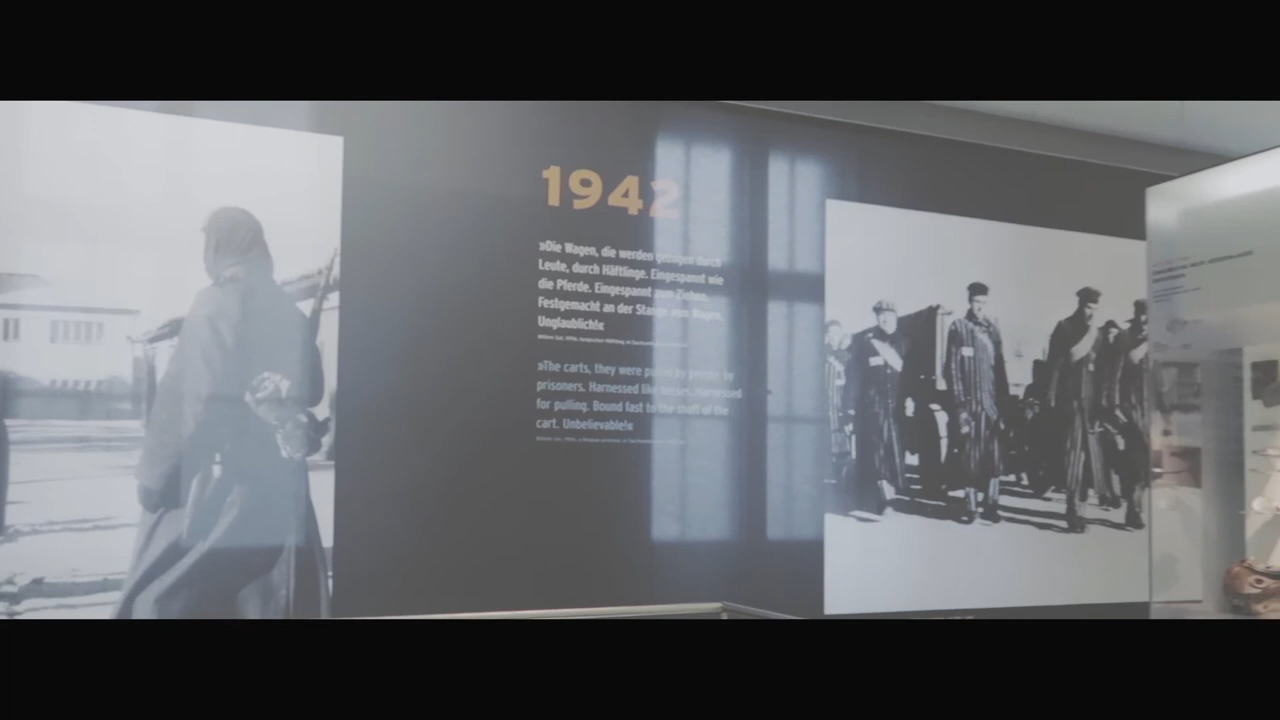 1942
»Die Wagen, die werden gezogen durch
Leute, durch Häftlinge. Eingespannt wie
die Pferde. Eingespannt zum Ziehen.
Festgemacht an der Stange vom Wagen.
Unglaublich!«
»The carts, they were pulled by people, by
prisoners. Harnessed like horses. Harnessed
for pulling. Bound fast to the shaft of the
cart. Unbelievable!«